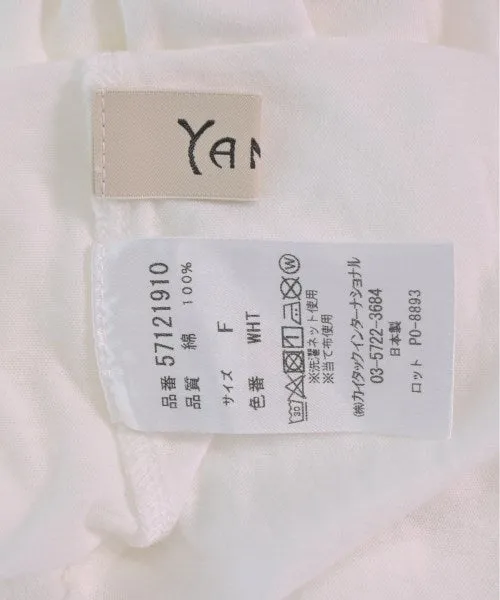 YAN
品番 57121910
品質 綿 100%
サイズ F
色番 WHT
30
W
※洗濯ネット使用
※当て布使用
㈱カイタックインターナショナル
03-5722-3684
日本製
ロット PO-8893